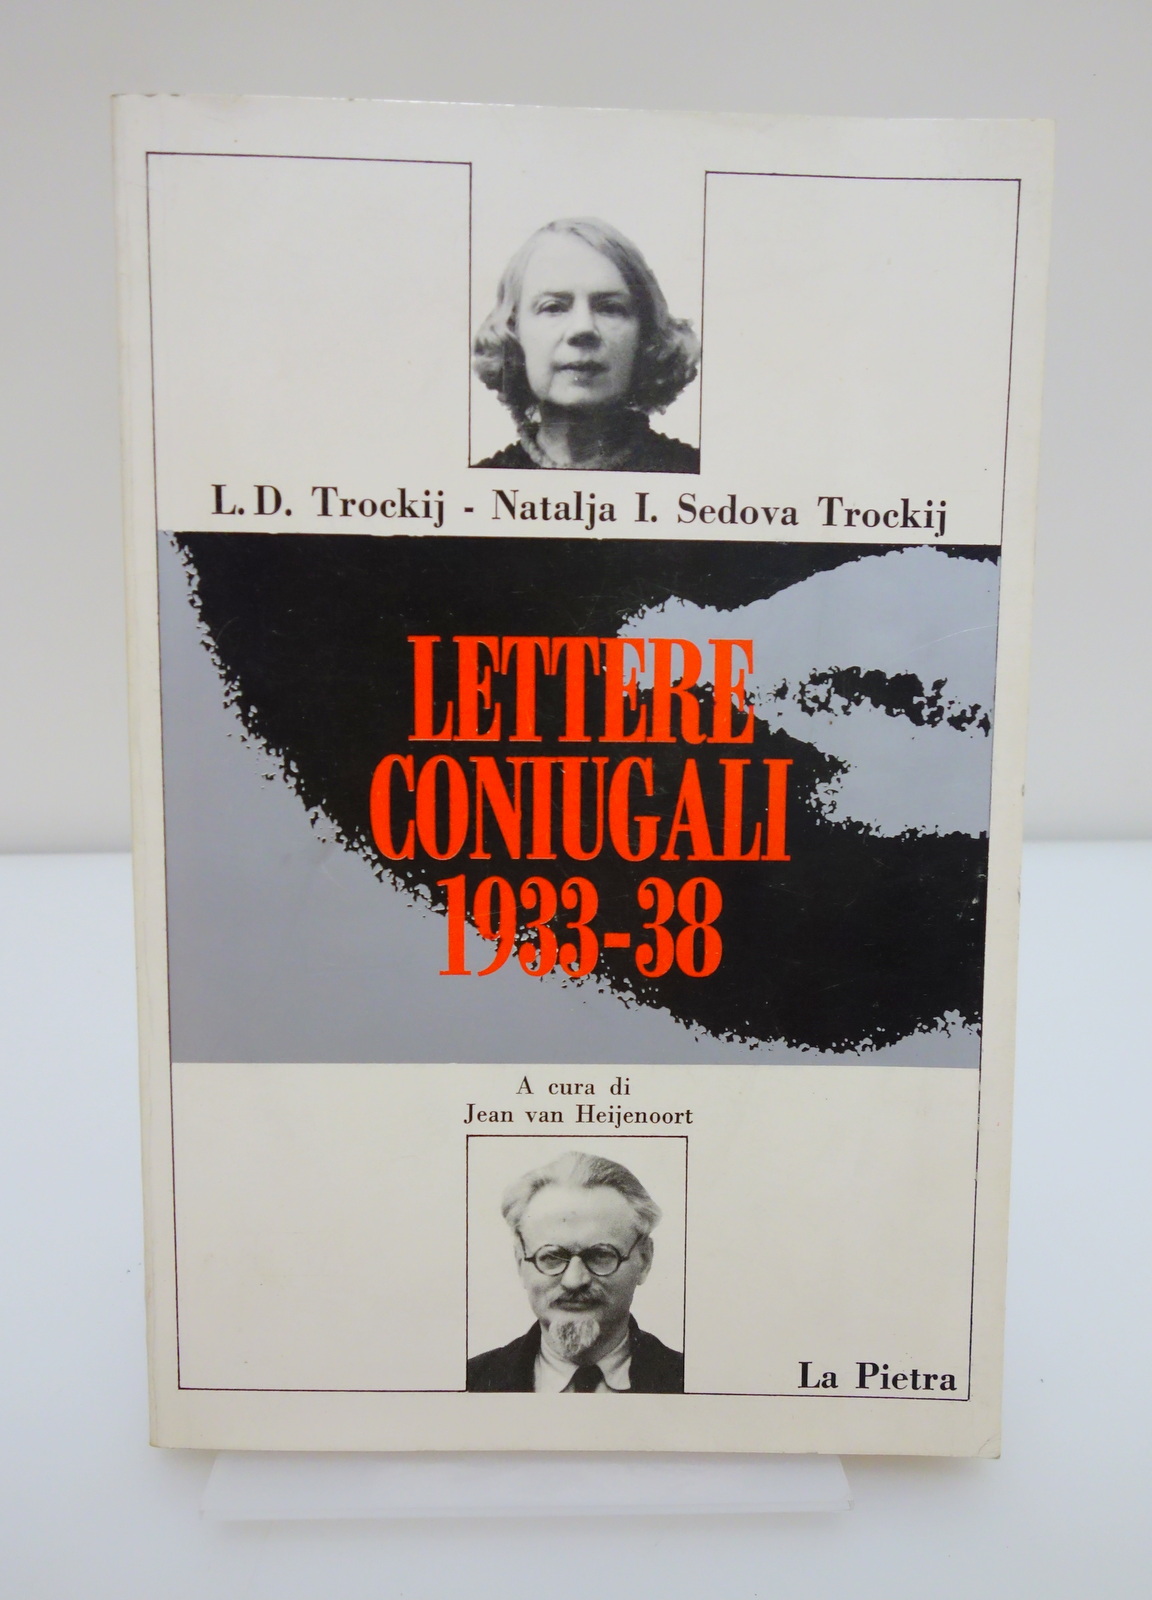 L. D. Trockij - Natalja I. Sedova Trockij
LETTERE
CONIUGALI
1933-38
A cura di
Jean van Heijenoort
La Pietra